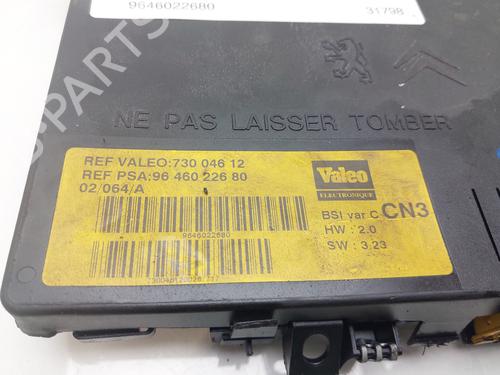 9646022680
31798
NE PAS LAISSER TOMBER
REF VALEO:730 046 12
REF PSA:96 460 226 80
02/064/A
9646022680
Valeo
ELECTRONIQUE
BSI var C CN3
HW : 2.0
SW : 3.23